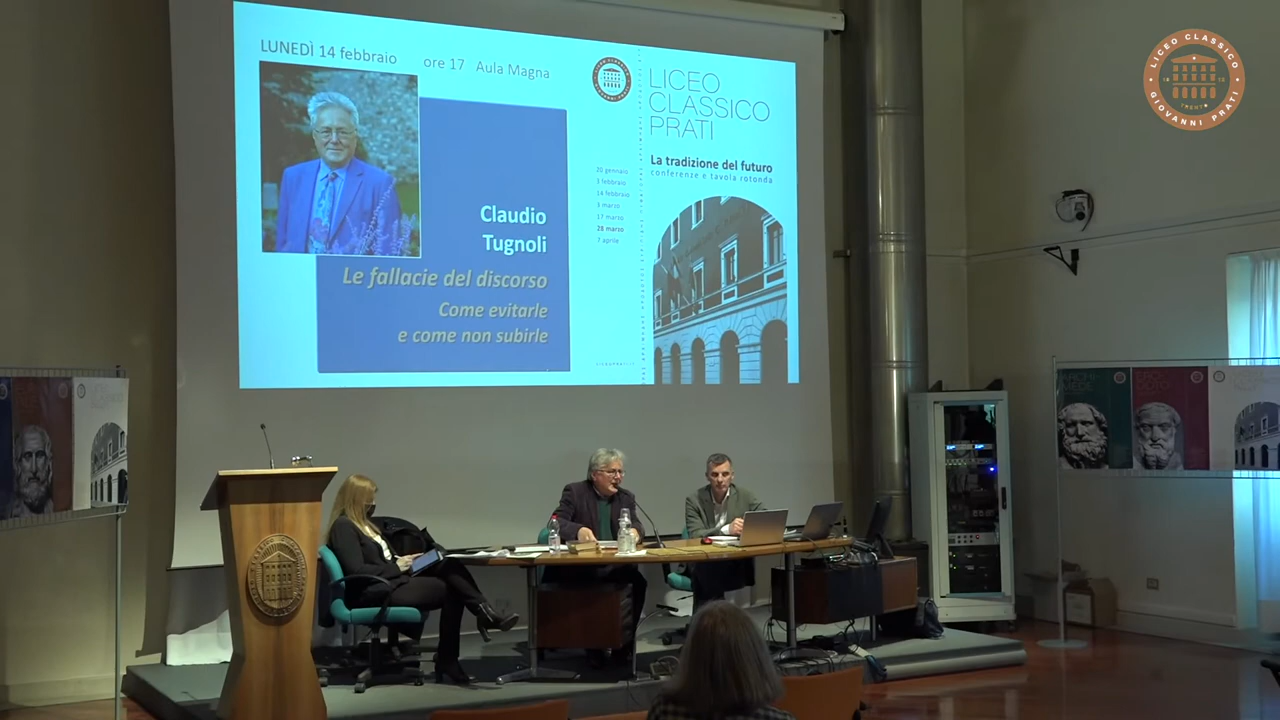 LUNEDÌ 14 febbraio ore 17 Aula Magna
Claudio
Tugnoli
Le fallacie del discorso
Come evitarle
e come non subirle
LICEO
CLASSICO
PRATI
La tradizione del futuro
conferenze e tavola rotonda
20 gennaio
3 febbraio
14 febbraio
3 marzo
17 marzo
28 marzo
7 aprile
LICEO CLASSICO
GIOVANNI PRATI
TRENTO